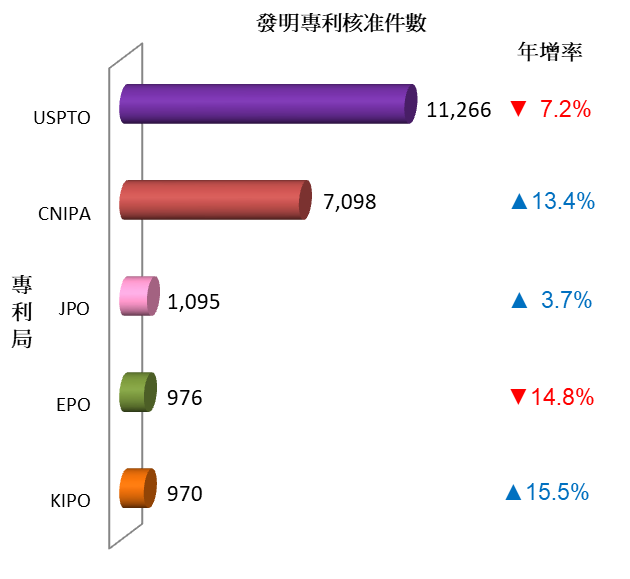 發明專利核准件數
年增率
USPTO 11,266 ▼ 7.2%
CNIPA 7,098 ▲13.4%
專利局
JPO 1,095 ▲ 3.7%
EPO 976 ▼14.8%
KIPO 970 ▲15.5%